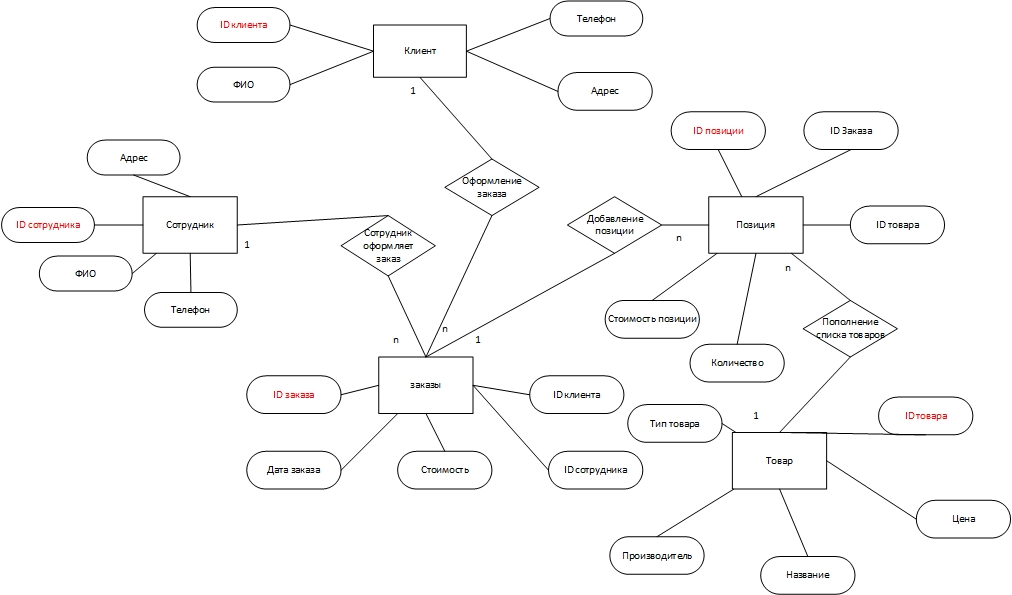 ID клиента
Телефон
Клиент
ФИО
Адрес
1
ID позиции
ID Заказа
Адрес
Оформление
заказа
ID сотрудника
Сотрудник
Сотрудник
оформляет
заказ
Добавление
позиции
Позиция
ID товара
1
n
n
ФИО
Телефон
Стоимость позиции
Пополнение
списка товаров
n
n
1
Количество
ID заказа
заказы
ID клиента
Тип товара
1
ID товара
Дата заказа
Стоимость
ID сотрудника
Товар
Цена
Производитель
Название